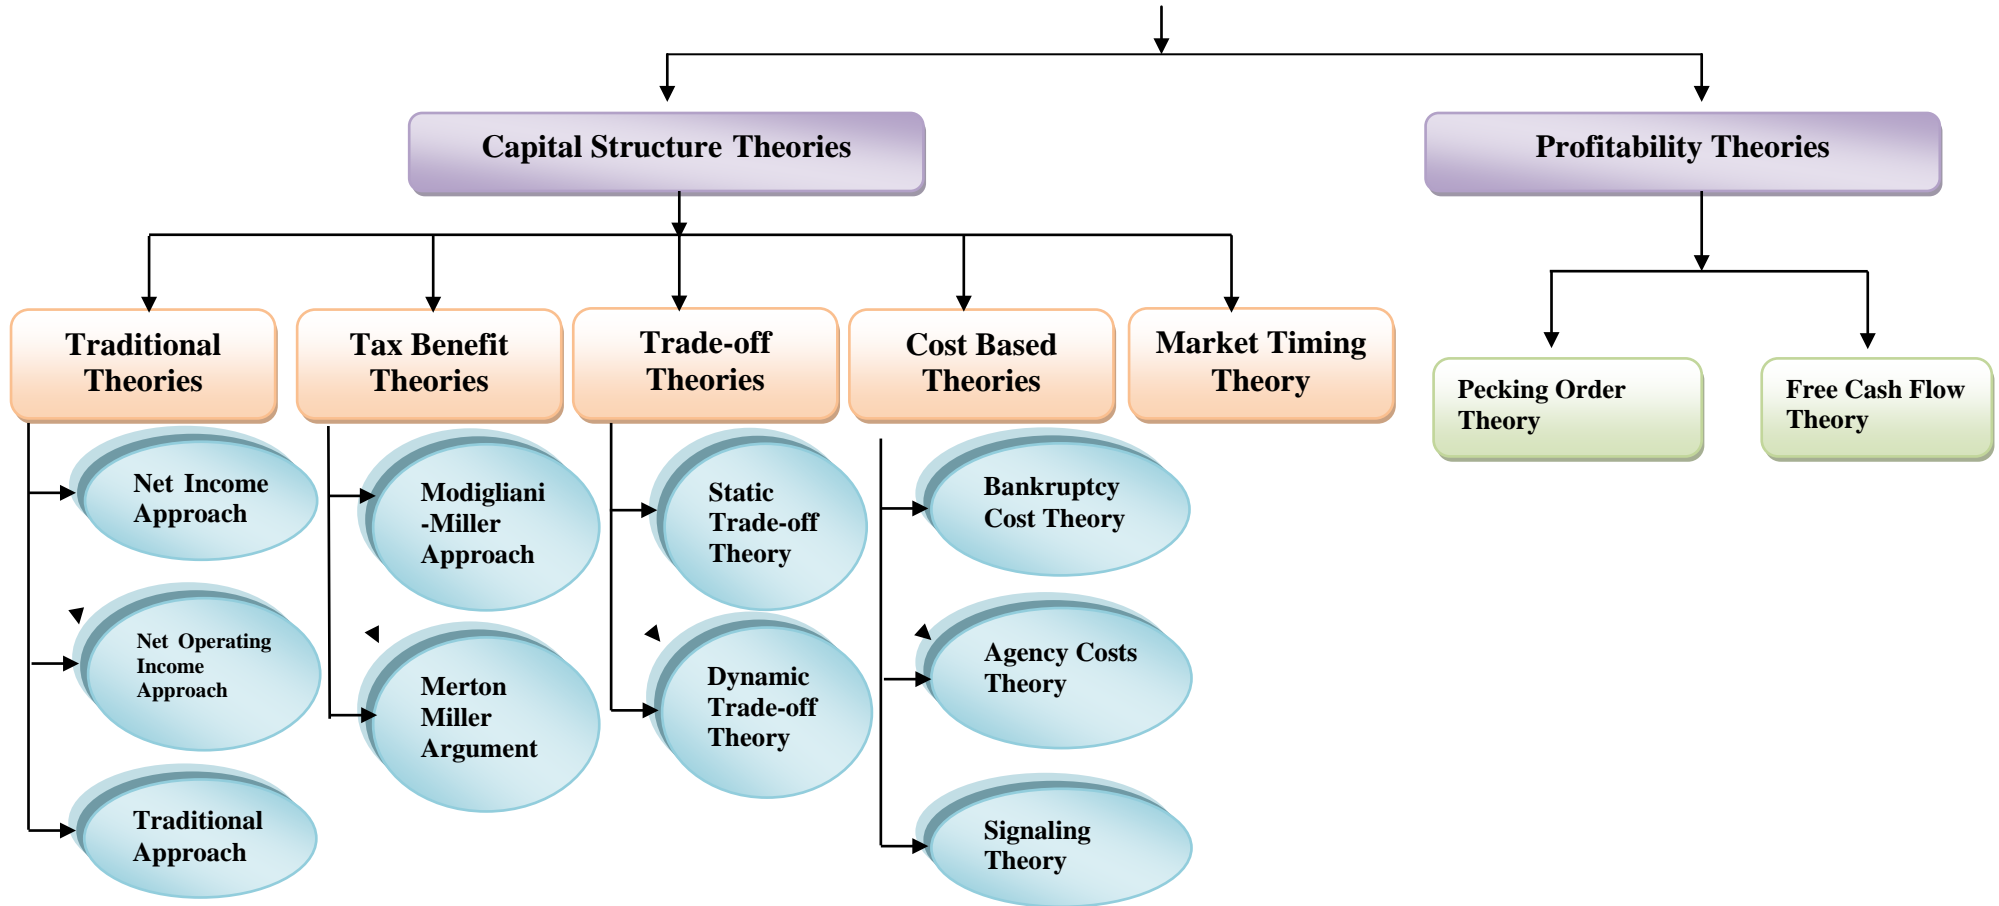 Capital Structure Theories
Profitability Theories
Traditional
Theories
Tax Benefit
Theories
Trade-off
Theories
Cost Based
Theories
Market Timing
Theory
Pecking Order
Theory
Free Cash Flow
Theory
Net Income
Approach
Net Operating
Income
Approach
Traditional
Approach
Modigliani
-Miller
Approach
Merton
Miller
Argument
Static
Trade-off
Theory
Dynamic
Trade-off
Theory
Bankruptcy
Cost Theory
Agency Costs
Theory
Signaling
Theory